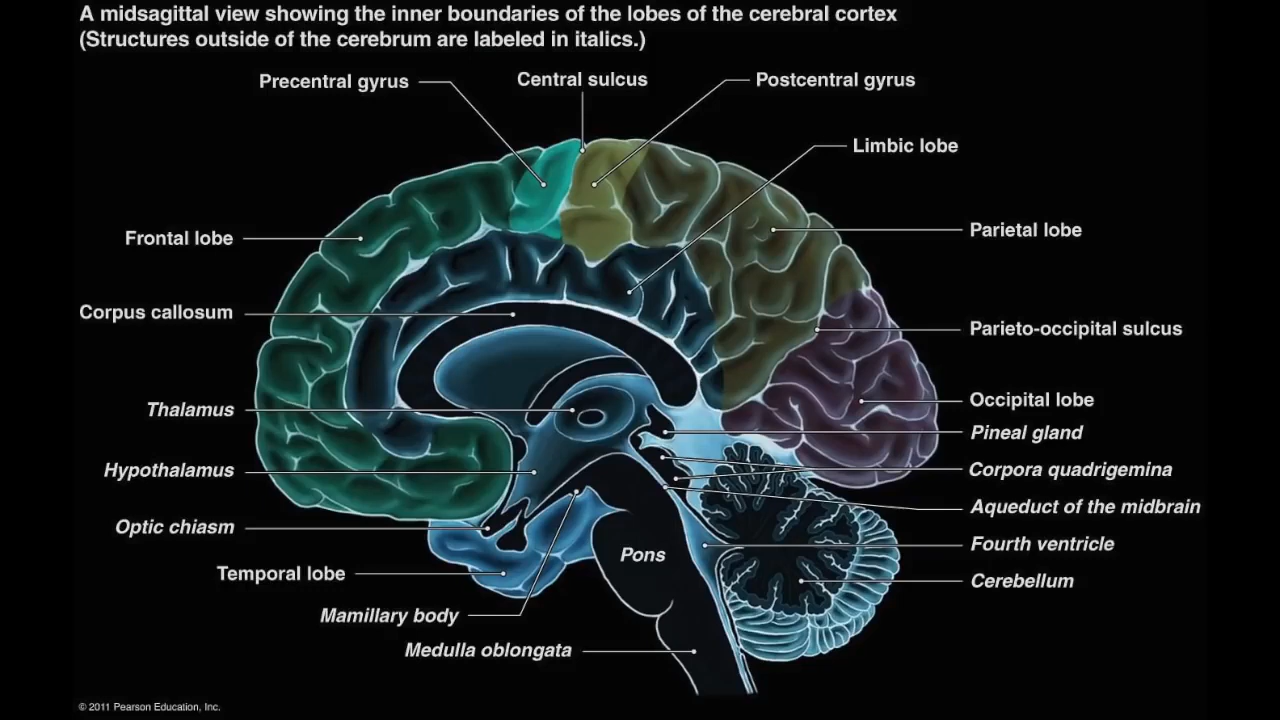 A midsagittal view showing the inner boundaries of the lobes of the cerebral cortex
(Structures outside of the cerebrum are labeled in italics.)
Precentral gyrus
Central sulcus
Postcentral gyrus
Limbic lobe
Frontal lobe
Parietal lobe
Corpus callosum
Parieto-occipital sulcus
Thalamus
Occipital lobe
Pineal gland
Hypothalamus
Corpora quadrigemina
Aqueduct of the midbrain
Optic chiasm
Fourth ventricle
Pons
Temporal lobe
Cerebellum
Mamillary body
Medulla oblongata
© 2011 Pearson Education, Inc.